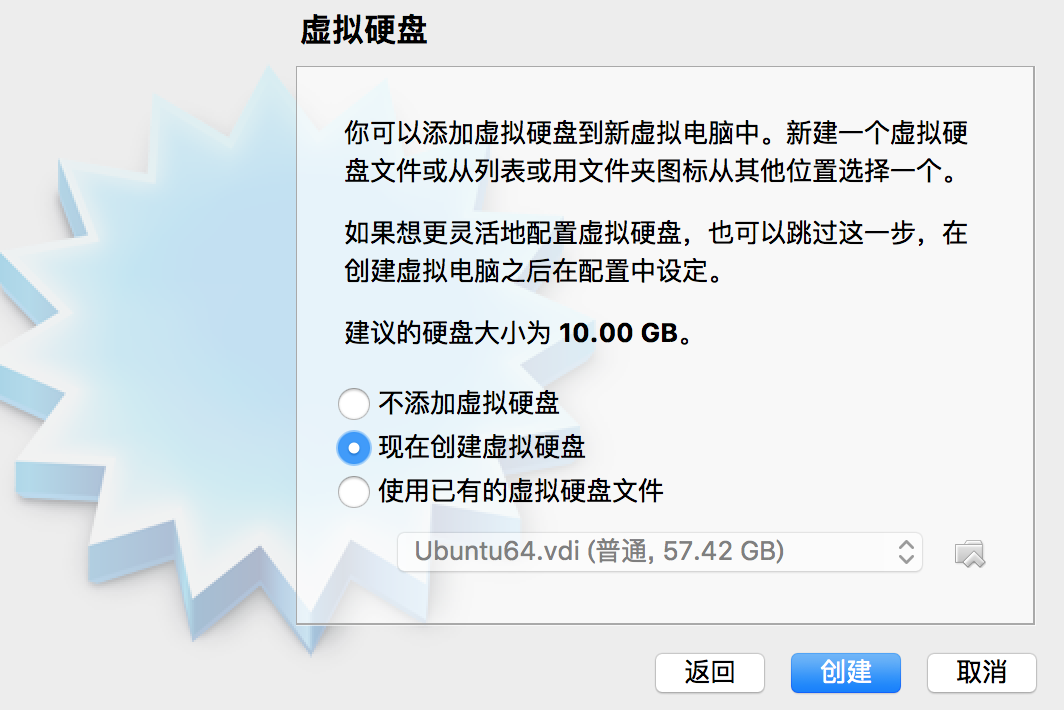 虚拟硬盘
你可以添加虚拟硬盘到新虚拟电脑中。新建一个虚拟硬
盘文件或从列表或用文件夹图标从其他位置选择一个。
如果想更灵活地配置虚拟硬盘，也可以跳过这一步，在
创建虚拟电脑之后在配置中设定。
建议的硬盘大小为 10.00 GB。
不添加虚拟硬盘
现在创建虚拟硬盘
使用已有的虚拟硬盘文件
Ubuntu64.vdi (普通, 57.42 GB)
返回 创建 取消